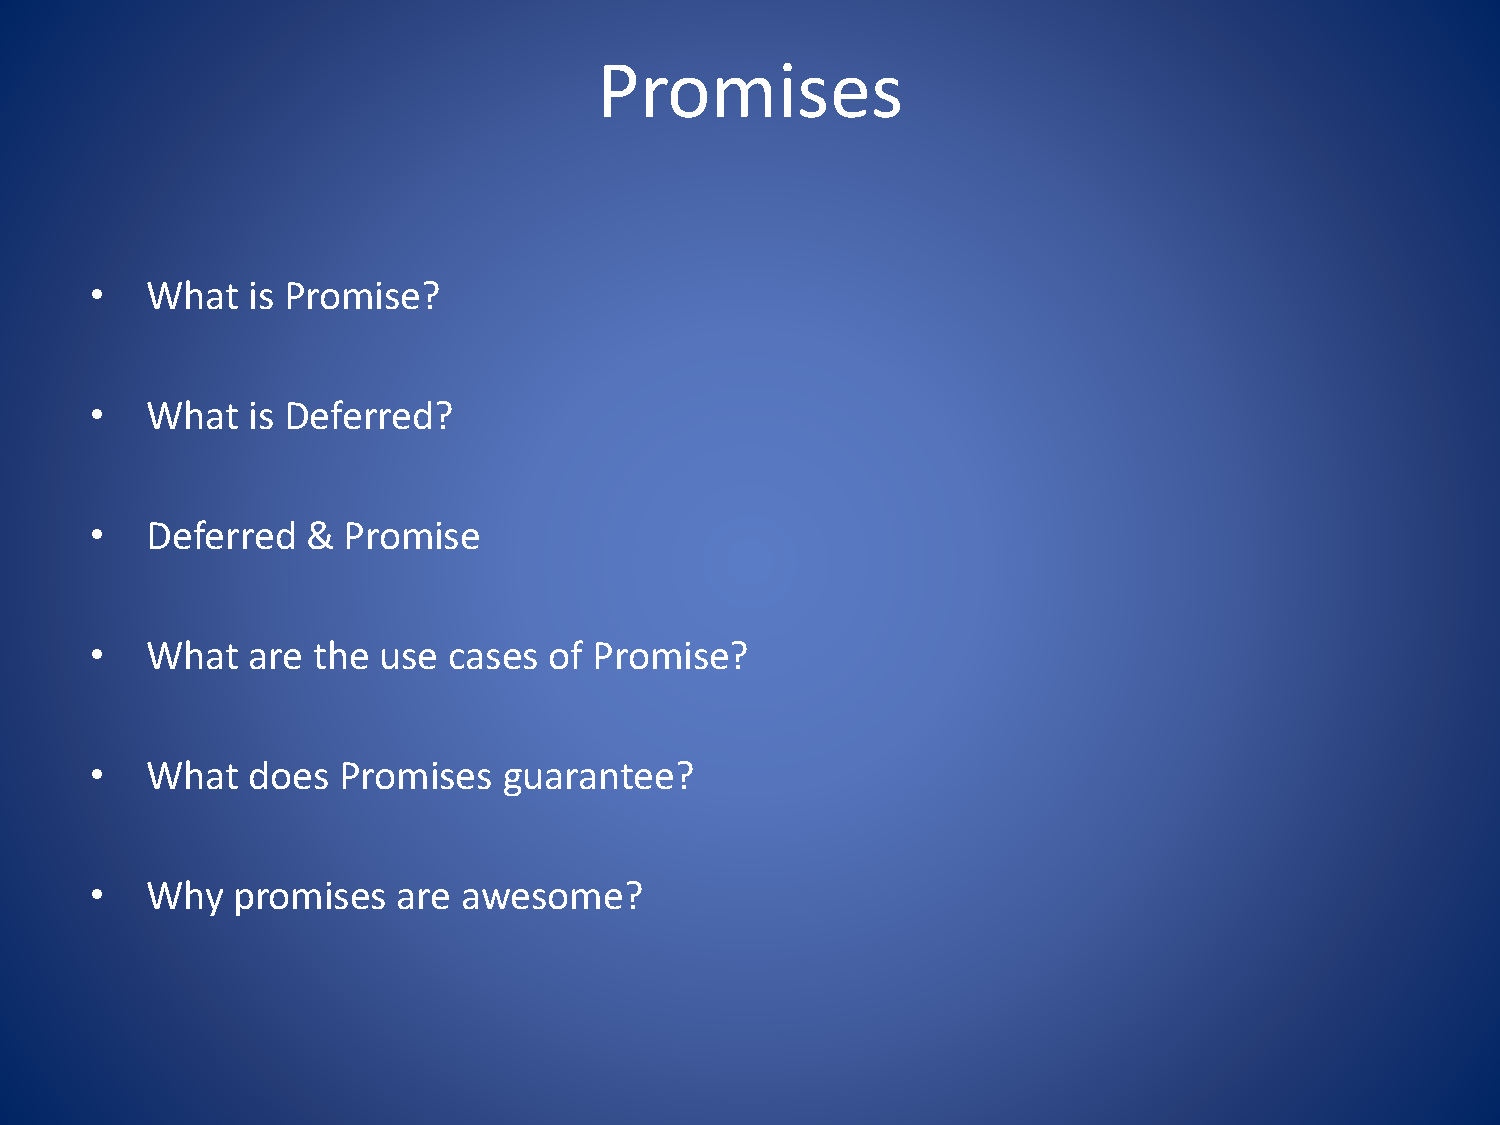 Promises
• What is Promise?
• What is Deferred?
• Deferred & Promise
• What are the use cases of Promise?
• What does Promises guarantee?
• Why promises are awesome?